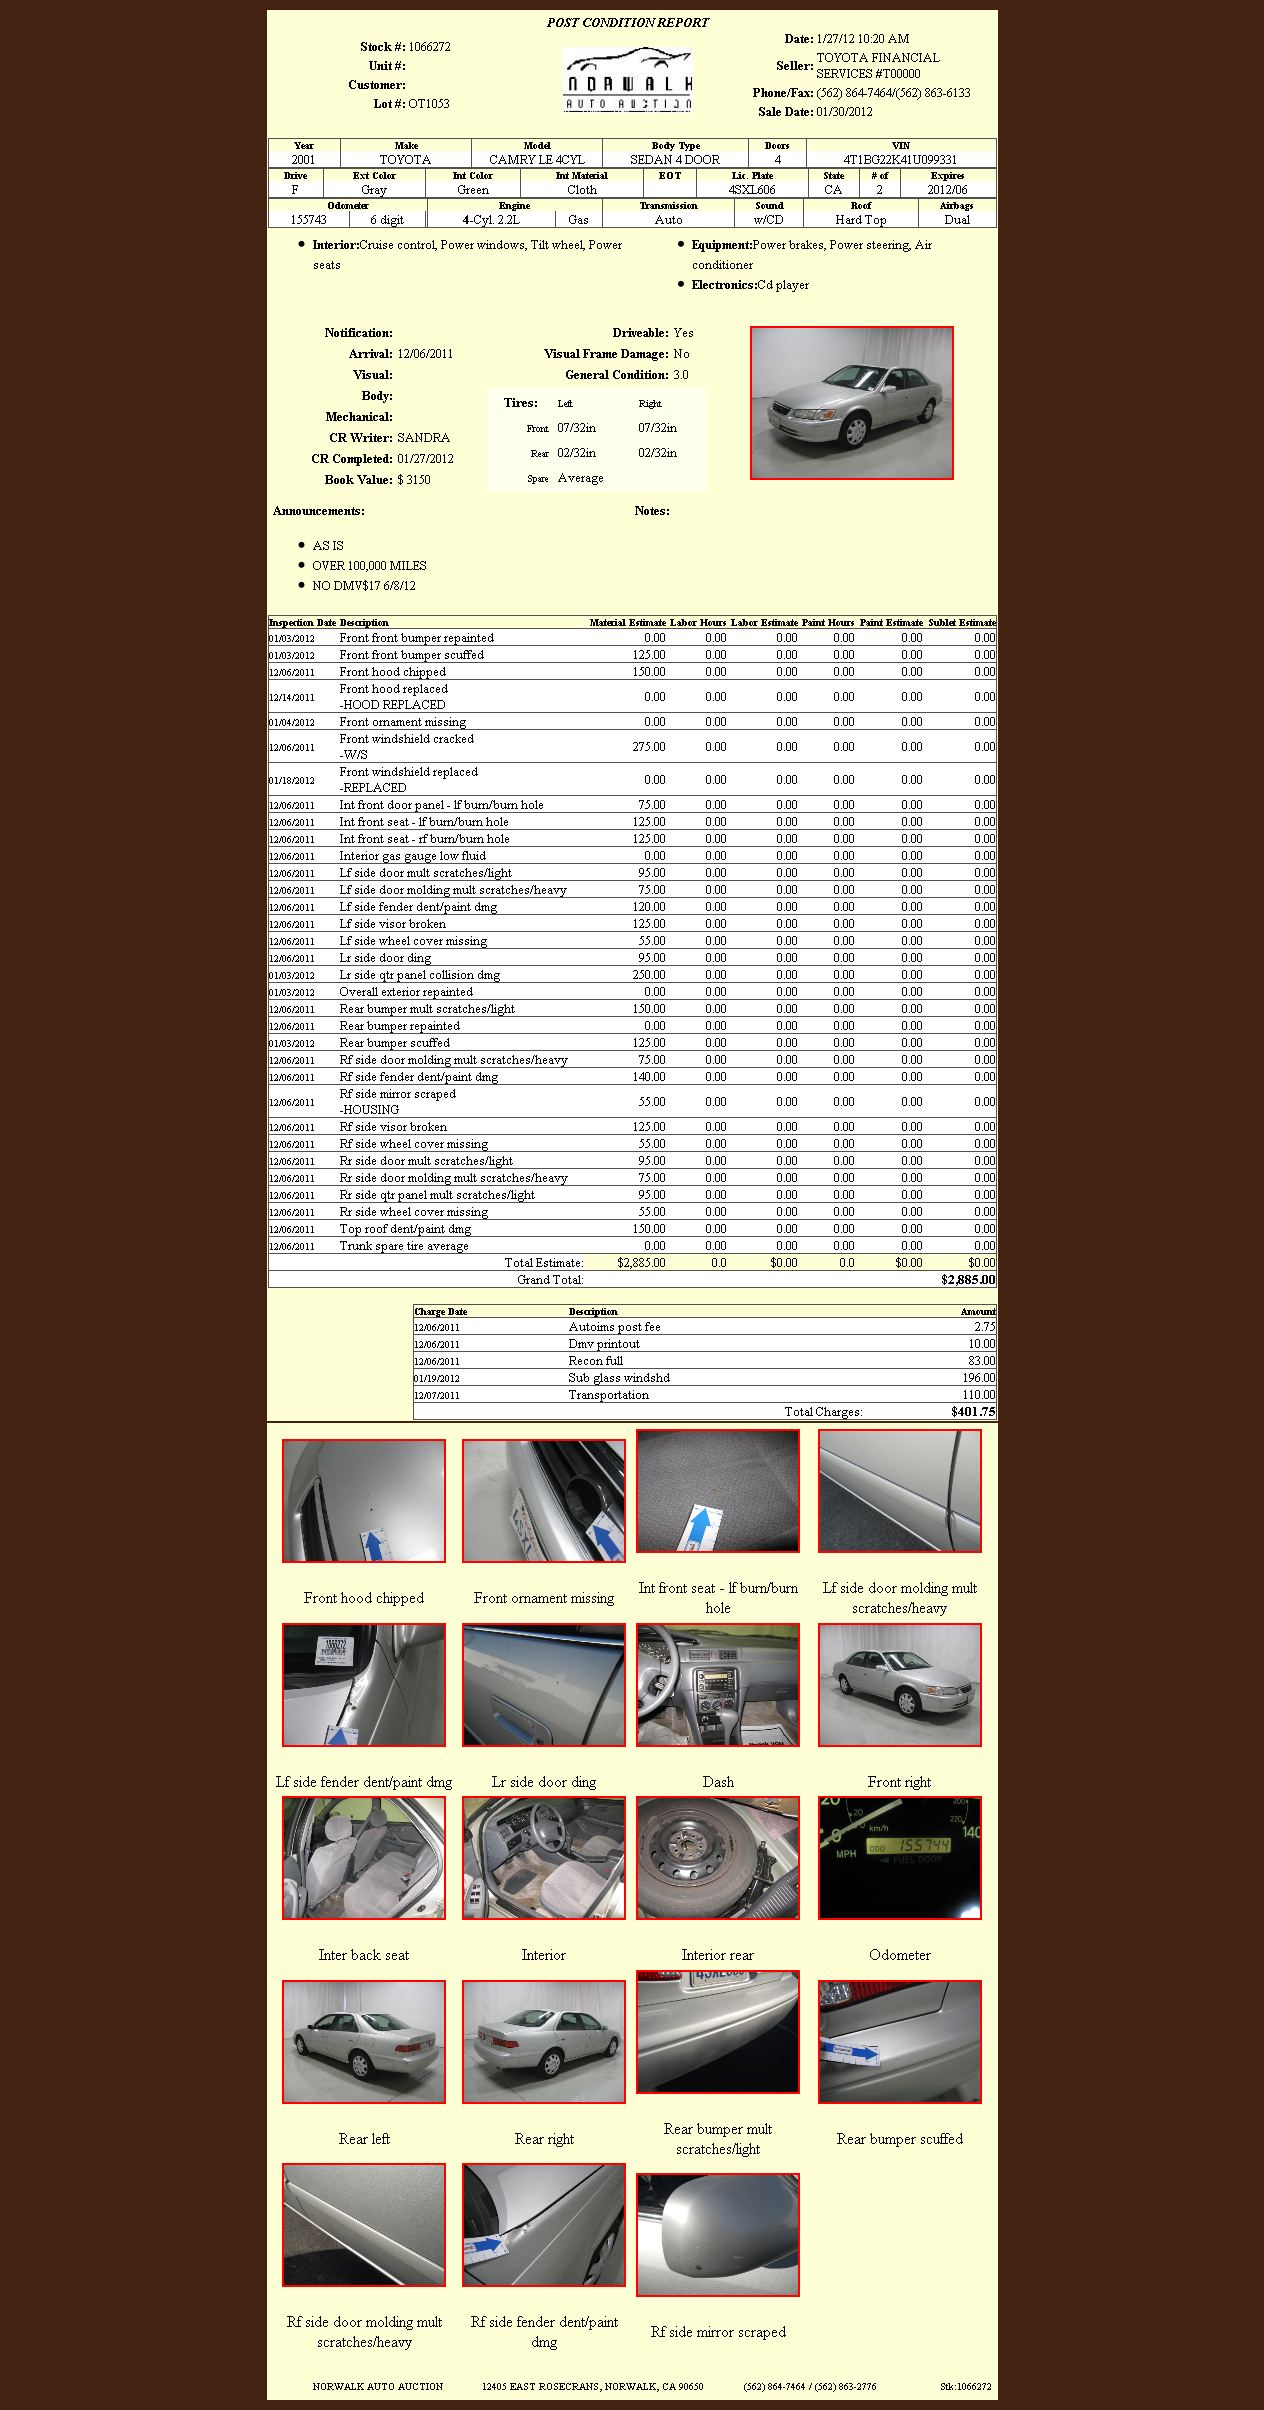 POST CONDITION REPORT
Stock #: 1066272
Unit #:
Customer:
Lot #: OT1053
NORWALK
AUTO AUCTION
Date: 1/27/12 10:20 AM
Seller: TOYOTA FINANCIAL
SERVICES #T00000
Phone/Fax: (562) 864-7464/(562) 863-6133
Sale Date: 01/30/2012
Year Make Model Body Type Doors VIN
2001 TOYOTA CAMRY LE 4CYL SEDAN 4 DOOR 4 4T1BG22K41U099331
Drive Ext Color Int Color Int Material EOT Lic. Plate State # of Expires
F Gray Green Cloth 4SXL606 CA 2 2012/06
Odometer Engine Transmission Sound Roof Airbags
155743 6 digit 4-Cyl. 2.2L Gas Auto w/CD Hard Top Dual
Interior:Cruise control, Power windows, Tilt wheel, Power
seats
Equipment:Power brakes, Power steering, Air
conditioner
Electronics:Cd player
Notification:
Arrival: 12/06/2011
Visual:
Body:
Mechanical:
CR Writer: SANDRA
CR Completed: 01/27/2012
Book Value: $ 3150
Driveable: Yes
Visual Frame Damage: No
General Condition: 3.0
Tires: Left Right
Front 07/32in 07/32in
Rear 02/32in 02/32in
Spare Average
Announcements:
AS IS
OVER 100,000 MILES
NO DMV$17 6/8/12
Notes:
Inspection Date Description Material Estimate Labor Hours Labor Estimate Paint Hours Paint Estimate Sublet Estimate
01/03/2012 Front front bumper repainted 0.00 0.00 0.00 0.00 0.00 0.00
01/03/2012 Front front bumper scuffed 125.00 0.00 0.00 0.00 0.00 0.00
12/06/2011 Front hood chipped 150.00 0.00 0.00 0.00 0.00 0.00
12/14/2011 Front hood replaced
-HOOD REPLACED 0.00 0.00 0.00 0.00 0.00 0.00
01/04/2012 Front ornament missing 0.00 0.00 0.00 0.00 0.00 0.00
12/06/2011 Front windshield cracked
-W/S 275.00 0.00 0.00 0.00 0.00 0.00
01/18/2012 Front windshield replaced
-REPLACED 0.00 0.00 0.00 0.00 0.00 0.00
12/06/2011 Int front door panel - lf burn/burn hole 75.00 0.00 0.00 0.00 0.00 0.00
12/06/2011 Int front seat - lf burn/burn hole 125.00 0.00 0.00 0.00 0.00 0.00
12/06/2011 Int front seat - rf burn/burn hole 125.00 0.00 0.00 0.00 0.00 0.00
12/06/2011 Interior gas gauge low fluid 0.00 0.00 0.00 0.00 0.00 0.00
12/06/2011 Lf side door mult scratches/light 95.00 0.00 0.00 0.00 0.00 0.00
12/06/2011 Lf side door molding mult scratches/heavy 75.00 0.00 0.00 0.00 0.00 0.00
12/06/2011 Lf side fender dent/paint dmg 120.00 0.00 0.00 0.00 0.00 0.00
12/06/2011 Lf side visor broken 125.00 0.00 0.00 0.00 0.00 0.00
12/06/2011 Lf side wheel cover missing 55.00 0.00 0.00 0.00 0.00 0.00
12/06/2011 Lr side door ding 95.00 0.00 0.00 0.00 0.00 0.00
01/03/2012 Lr side qtr panel collision dmg 250.00 0.00 0.00 0.00 0.00 0.00
01/03/2012 Overall exterior repainted 0.00 0.00 0.00 0.00 0.00 0.00
12/06/2011 Rear bumper mult scratches/light 150.00 0.00 0.00 0.00 0.00 0.00
12/06/2011 Rear bumper repainted 0.00 0.00 0.00 0.00 0.00 0.00
01/03/2012 Rear bumper scuffed 125.00 0.00 0.00 0.00 0.00 0.00
12/06/2011 Rf side door molding mult scratches/heavy 75.00 0.00 0.00 0.00 0.00 0.00
12/06/2011 Rf side fender dent/paint dmg 140.00 0.00 0.00 0.00 0.00 0.00
12/06/2011 Rf side mirror scraped
-HOUSING 55.00 0.00 0.00 0.00 0.00 0.00
12/06/2011 Rf side visor broken 125.00 0.00 0.00 0.00 0.00 0.00
12/06/2011 Rf side wheel cover missing 55.00 0.00 0.00 0.00 0.00 0.00
12/06/2011 Rr side door mult scratches/light 95.00 0.00 0.00 0.00 0.00 0.00
12/06/2011 Rr side door molding mult scratches/heavy 75.00 0.00 0.00 0.00 0.00 0.00
12/06/2011 Rr side qtr panel mult scratches/light 95.00 0.00 0.00 0.00 0.00 0.00
12/06/2011 Rr side wheel cover missing 55.00 0.00 0.00 0.00 0.00 0.00
12/06/2011 Top roof dent/paint dmg 150.00 0.00 0.00 0.00 0.00 0.00
12/06/2011 Trunk spare tire average 0.00 0.00 0.00 0.00 0.00 0.00
Total Estimate: $2,885.00 0.0 $0.00 0.0 $0.00 $0.00
Grand Total: $2,885.00
Charge Date Description Amount
12/06/2011 Autoims post fee 2.75
12/06/2011 Dmv printout 10.00
12/06/2011 Recon full 83.00
01/19/2012 Sub glass windshd 196.00
12/07/2011 Transportation 110.00
Total Charges: $401.75
Front hood chipped
Front ornament missing
Int front seat - lf burn/burn
hole
Lf side door molding mult
scratches/heavy
1066272
Lf side fender dent/paint dmg
Lr side door ding
Dash
Front right
20 20 200 220 140
0 km/h
MPH ODO 155744
FUEL DOOR
Inter back seat
Interior
Interior rear
Odometer
Rear left
Rear right
Rear bumper mult
scratches/light
Rear bumper scuffed
Rf side door molding mult
scratches/heavy
Rf side fender dent/paint
dmg
Rf side mirror scraped
NORWALK AUTO AUCTION 12405 EAST ROSECRANS, NORWALK, CA 90650 (562) 864-7464 / (562) 863-2776 Stk:1066272